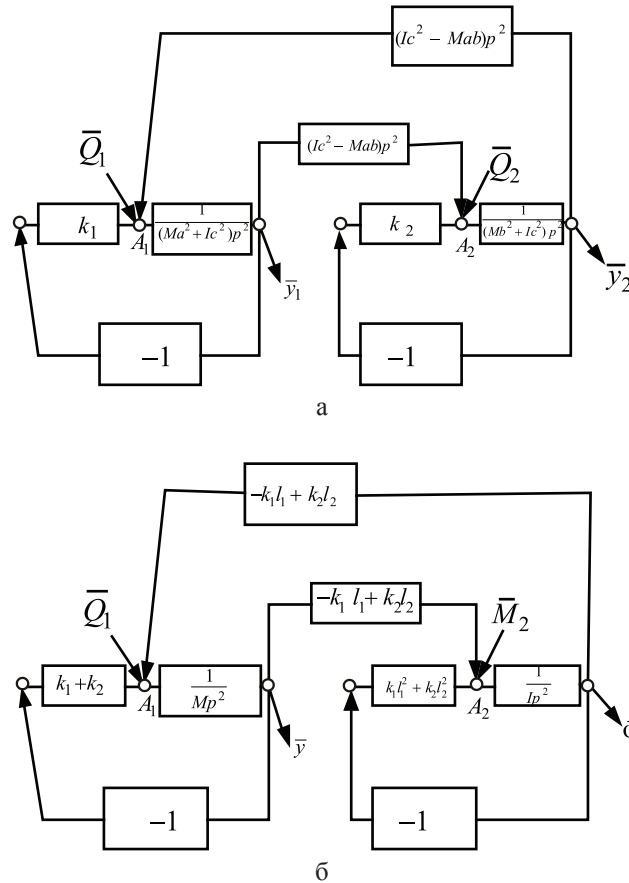 (Ic² − Mab)p²
(Ic² − Mab)p²
Q̅₁
Q̅₂
k₁
A₁
1
(Ma² + Ic²)p²
k₂
A₂
1
(Mb² + Ic²) p²
y̅₁
y̅₂
−1
−1
а
−k₁l₁ + k₂l₂
−k₁ l₁ + k₂l₂
Q̅₁
M̅₂
k₁ + k₂
A₁
1
Mp²
k₁l₁² + k₂l₂²
A₂
1
Ip²
y̅
−1
−1
б